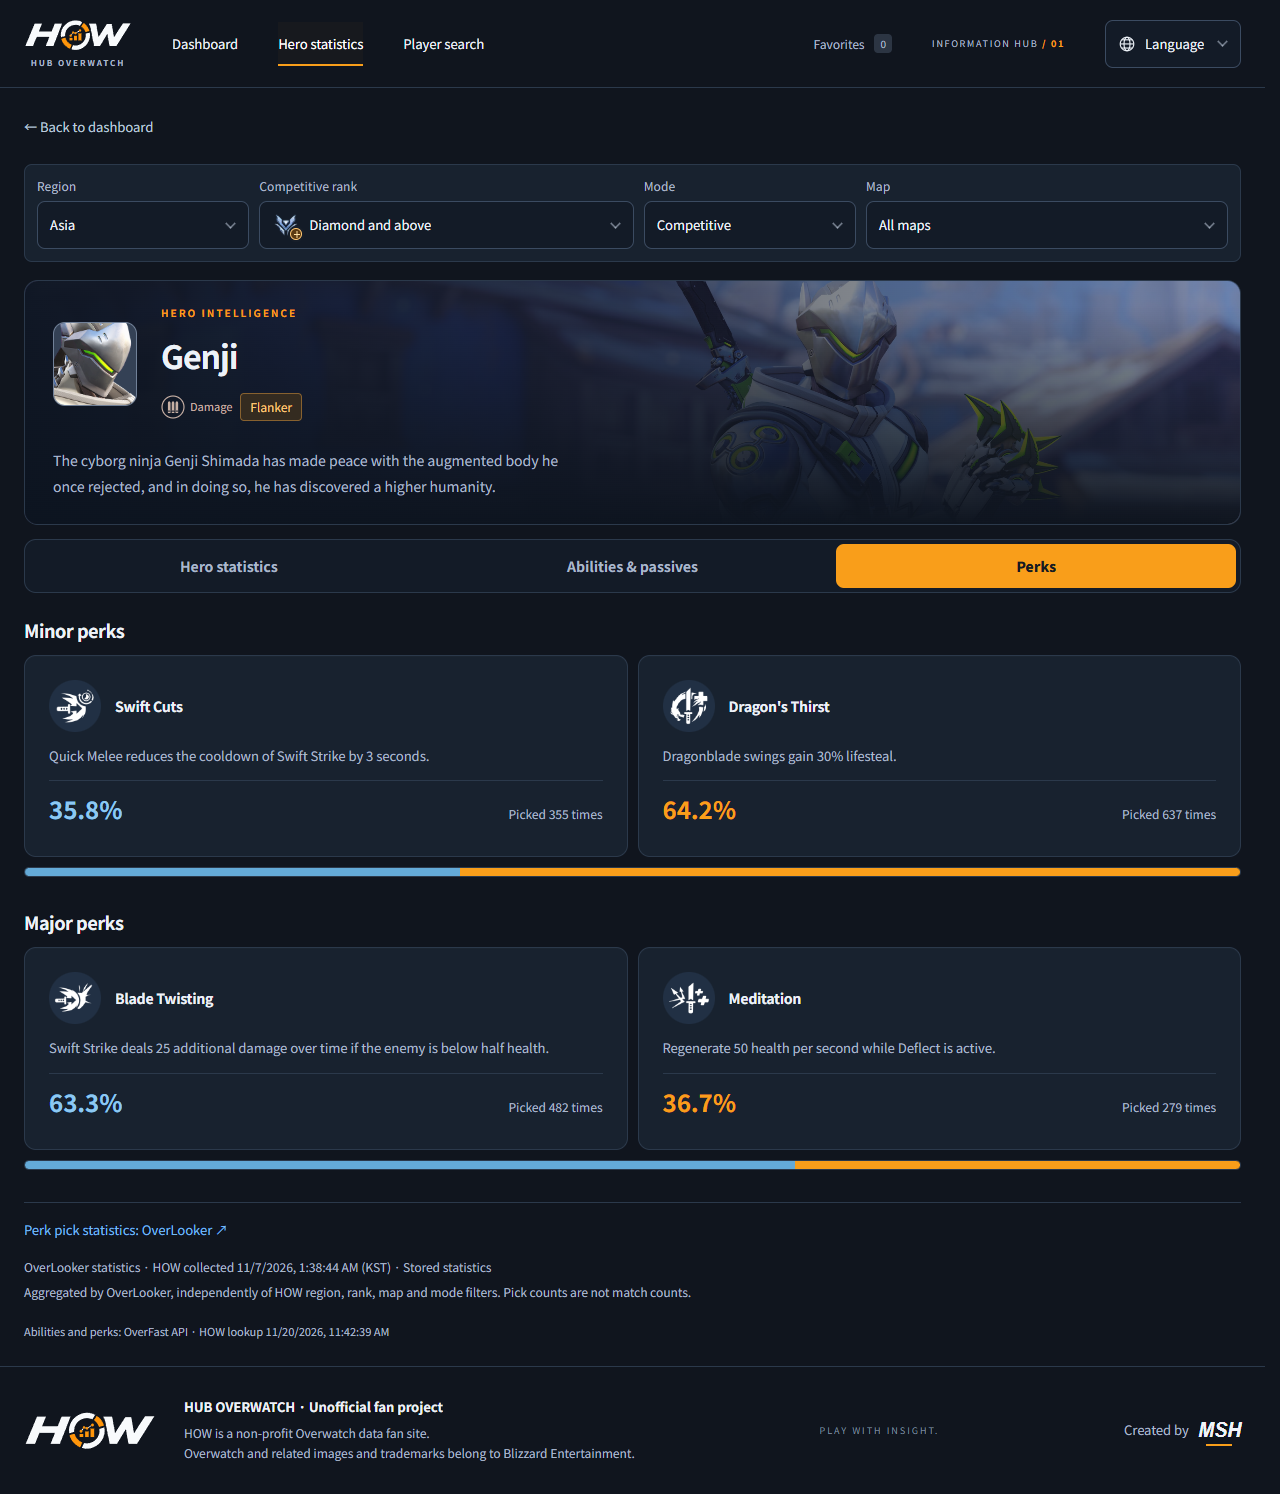 HOW
HUB OVERWATCH
Dashboard
Hero statistics
Player search
Favorites 0
INFORMATION HUB / 01
Language
← Back to dashboard
Region
Competitive rank
Mode
Map
Asia
Diamond and above
Competitive
All maps
HERO INTELLIGENCE
Genji
Damage
Flanker
The cyborg ninja Genji Shimada has made peace with the augmented body he
once rejected, and in doing so, he has discovered a higher humanity.
Hero statistics
Abilities & passives
Perks
Minor perks
Swift Cuts
Quick Melee reduces the cooldown of Swift Strike by 3 seconds.
35.8%
Picked 355 times
Dragon's Thirst
Dragonblade swings gain 30% lifesteal.
64.2%
Picked 637 times
Major perks
Blade Twisting
Swift Strike deals 25 additional damage over time if the enemy is below half health.
63.3%
Picked 482 times
Meditation
Regenerate 50 health per second while Deflect is active.
36.7%
Picked 279 times
Perk pick statistics: OverLooker ↗
OverLooker statistics · HOW collected 11/7/2026, 1:38:44 AM (KST) · Stored statistics
Aggregated by OverLooker, independently of HOW region, rank, map and mode filters. Pick counts are not match counts.
Abilities and perks: OverFast API · HOW lookup 11/20/2026, 11:42:39 AM
HOW
HUB OVERWATCH · Unofficial fan project
HOW is a non-profit Overwatch data fan site.
Overwatch and related images and trademarks belong to Blizzard Entertainment.
PLAY WITH INSIGHT.
Created by MSH